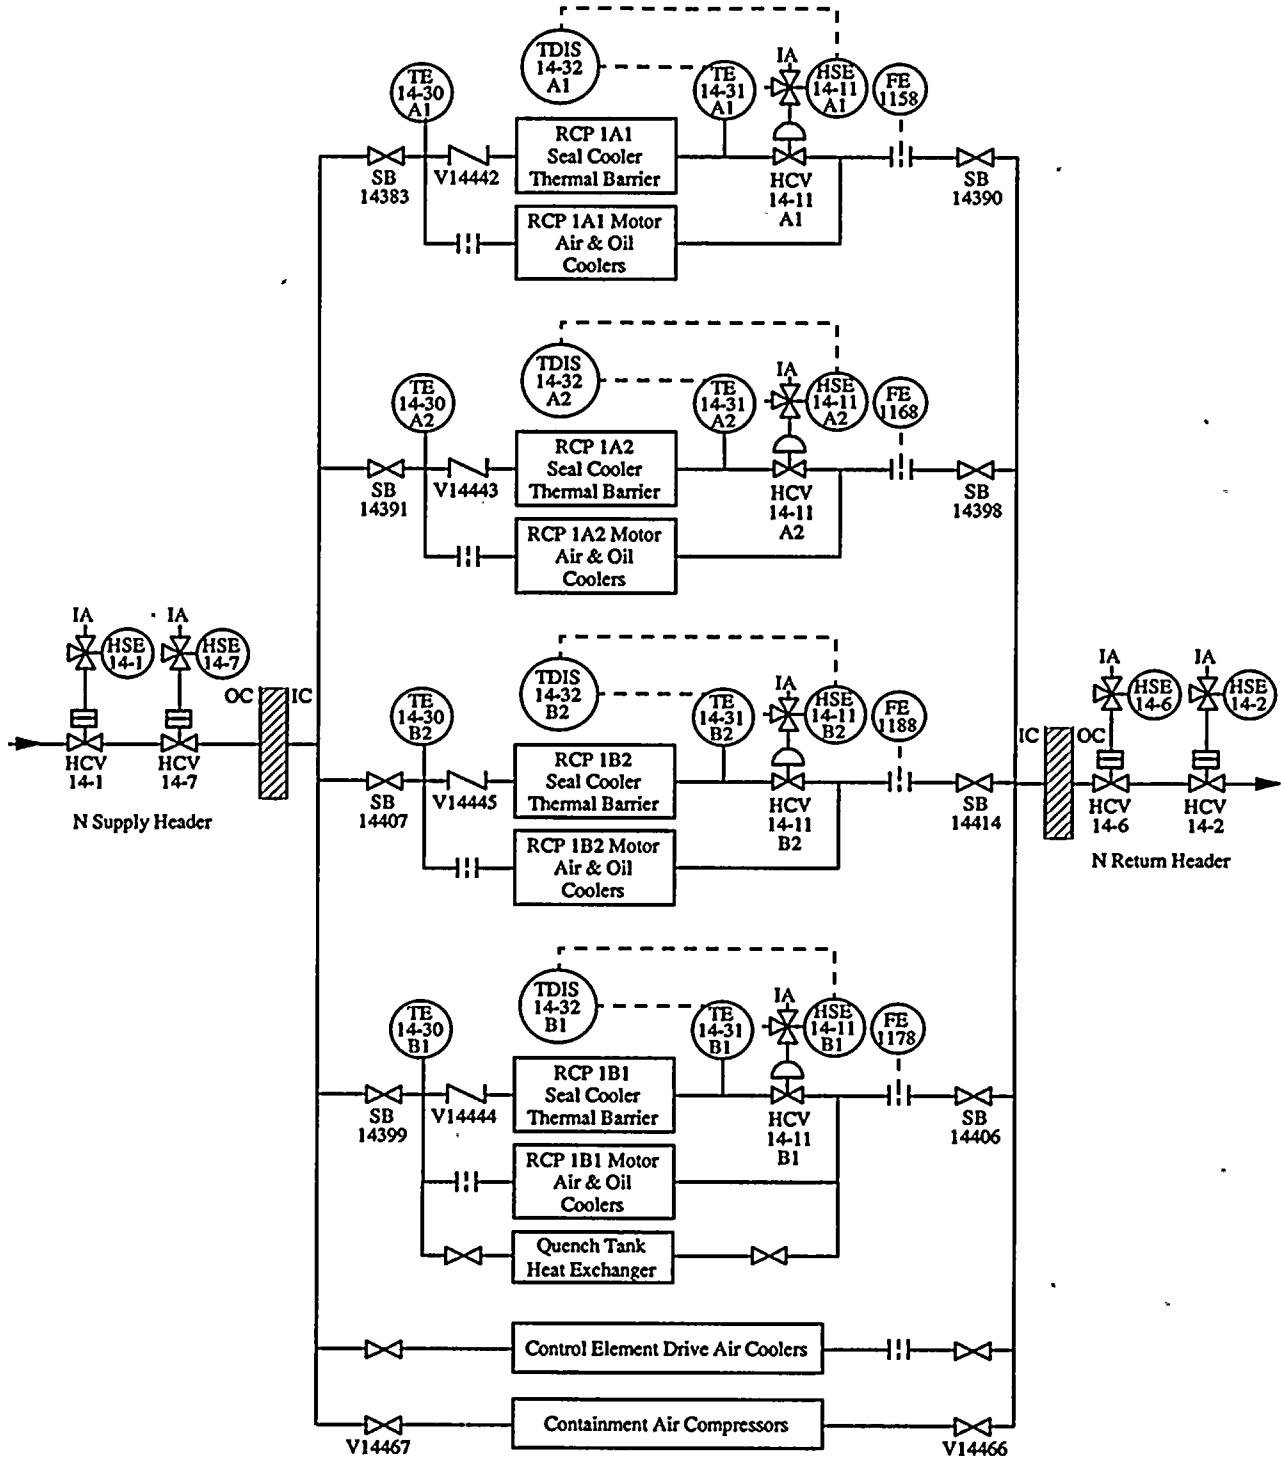 TDIS
14-32
A1
TE
14-30
A1
TE
14-31
A1
IA
HSE
14-11
A1
FE
1158
SB
14383
V14442
RCP 1A1
Seal Cooler
Thermal Barrier
HCV
14-11
A1
SB
14390
RCP 1A1 Motor
Air & Oil
Coolers
TDIS
14-32
A2
TE
14-30
A2
TE
14-31
A2
IA
HSE
14-11
A2
FE
1168
SB
14391
V14443
RCP 1A2
Seal Cooler
Thermal Barrier
HCV
14-11
A2
SB
14398
RCP 1A2 Motor
Air & Oil
Coolers
IA
HSE
14-1
IA
HSE
14-7
OC
IC
HCV
14-1
HCV
14-7
N Supply Header
TDIS
14-32
B2
TE
14-30
B2
TE
14-31
B2
IA
HSE
14-11
B2
FE
1188
SB
14407
V14445
RCP 1B2
Seal Cooler
Thermal Barrier
HCV
14-11
B2
SB
14414
RCP 1B2 Motor
Air & Oil
Coolers
IA
HSE
14-6
IA
HSE
14-2
IC
OC
HCV
14-6
HCV
14-2
N Return Header
TDIS
14-32
B1
TE
14-30
B1
TE
14-31
B1
IA
HSE
14-11
B1
FE
1178
SB
14399
V14444
RCP 1B1
Seal Cooler
Thermal Barrier
HCV
14-11
B1
SB
14406
RCP 1B1 Motor
Air & Oil
Coolers
Quench Tank
Heat Exchanger
Control Element Drive Air Coolers
Containment Air Compressors
V14467
V14466